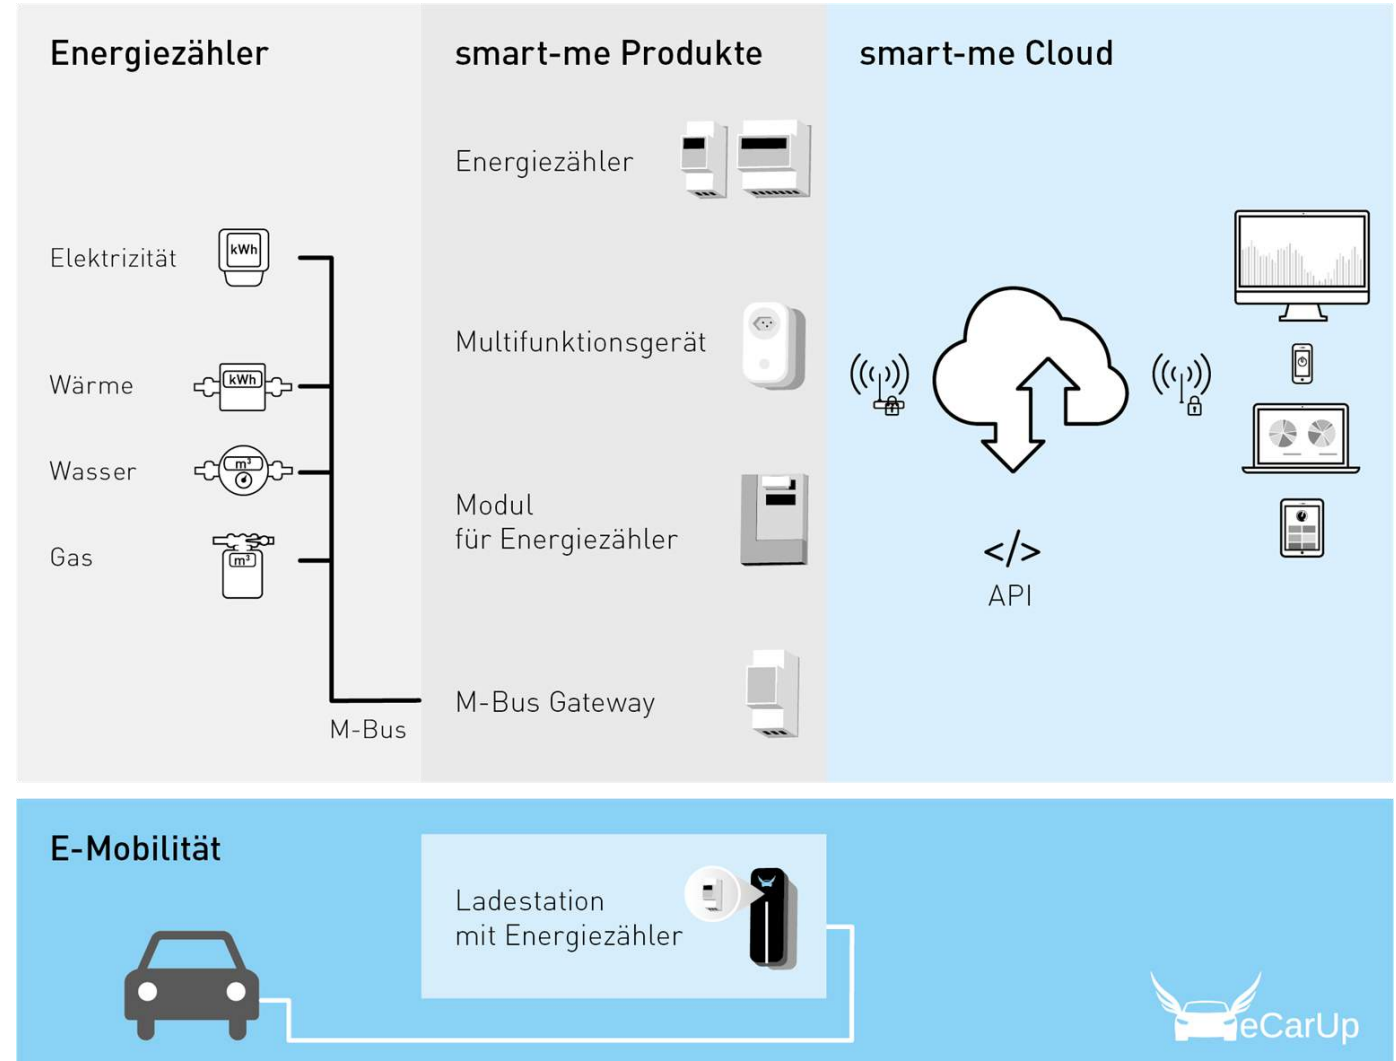 Energiezähler
smart-me Produkte
smart-me Cloud
Energiezähler
Elektrizität
kWh
Multifunktionsgerät
Wärme
kWh
Wasser
m³
Modul
für Energiezähler
Gas
m³
</>
API
M-Bus Gateway
M-Bus
E-Mobilität
Ladestation
mit Energiezähler
eCarUp